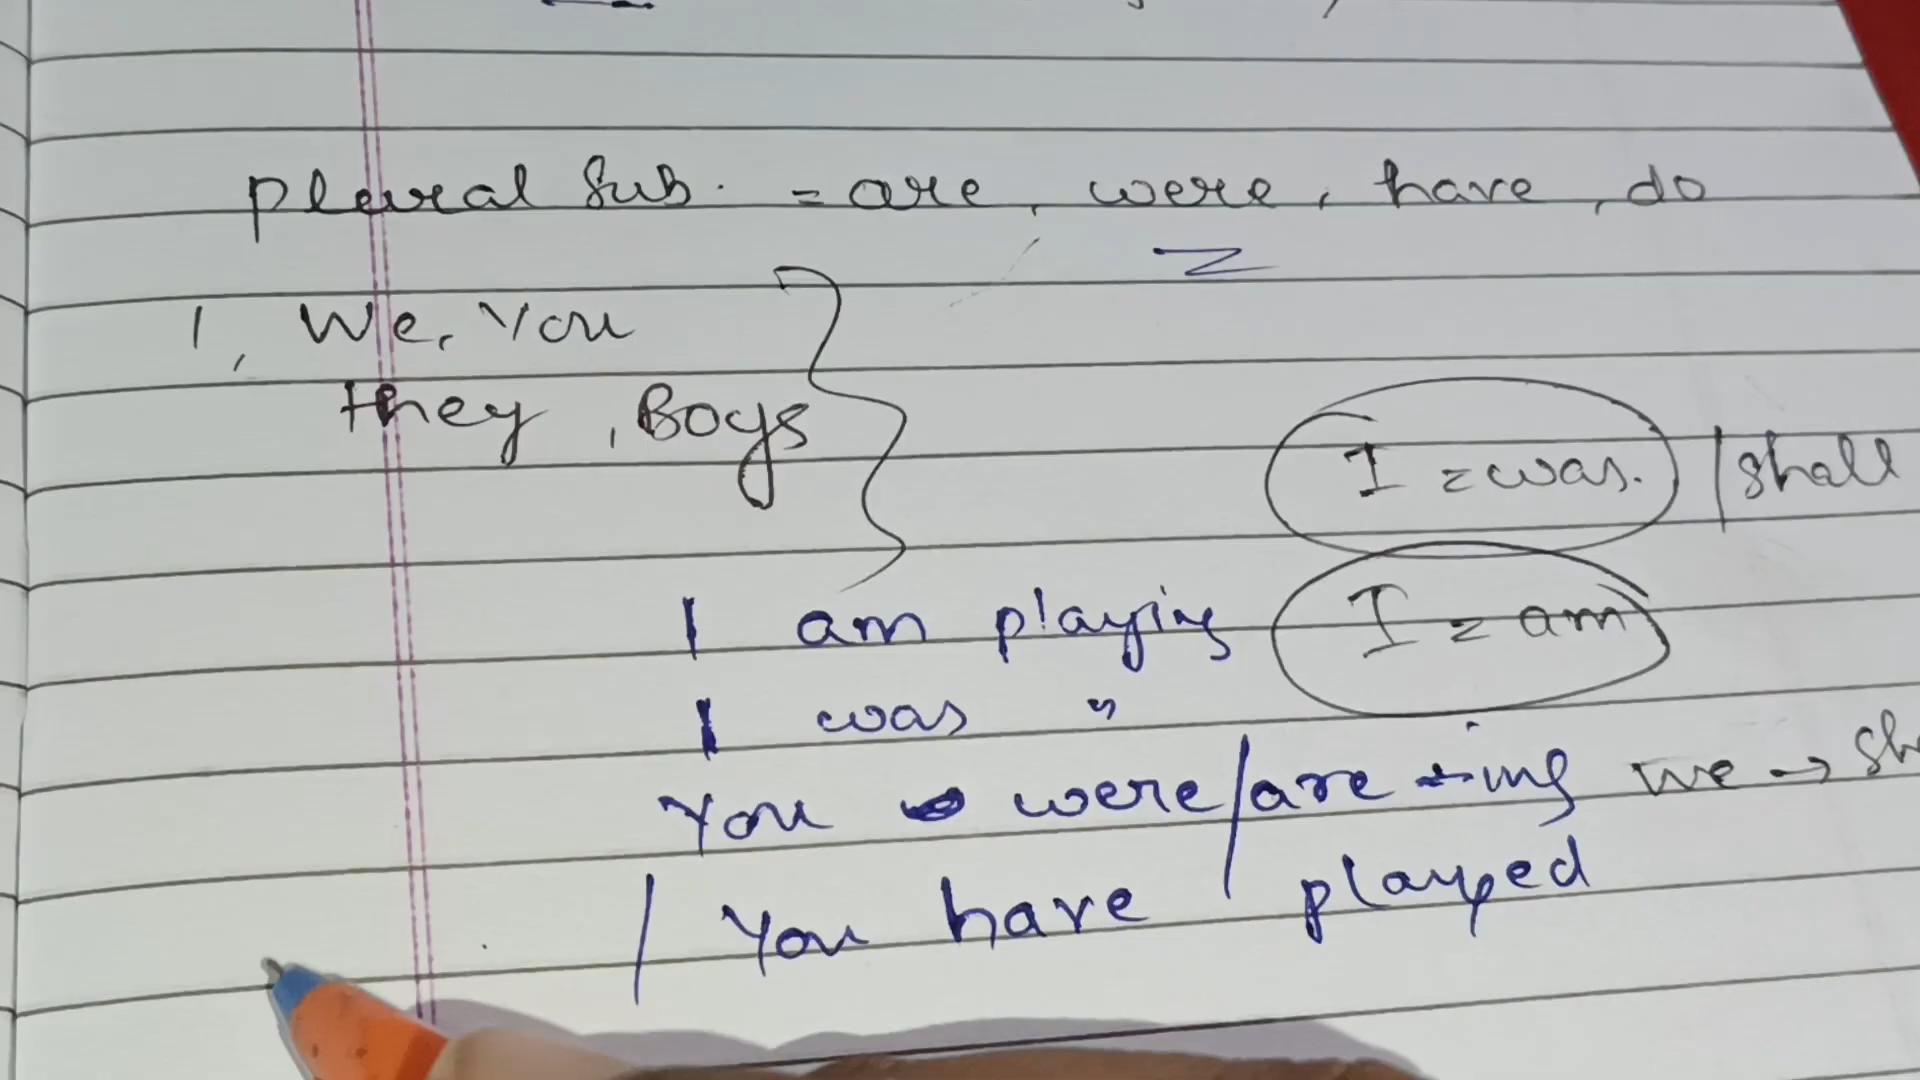 Plural Sub. = are, were, have, do
I, We, You
they, Boys
I = was. / shall
I am playing I = am
I was "
You were/are -ing we →
/ You have played